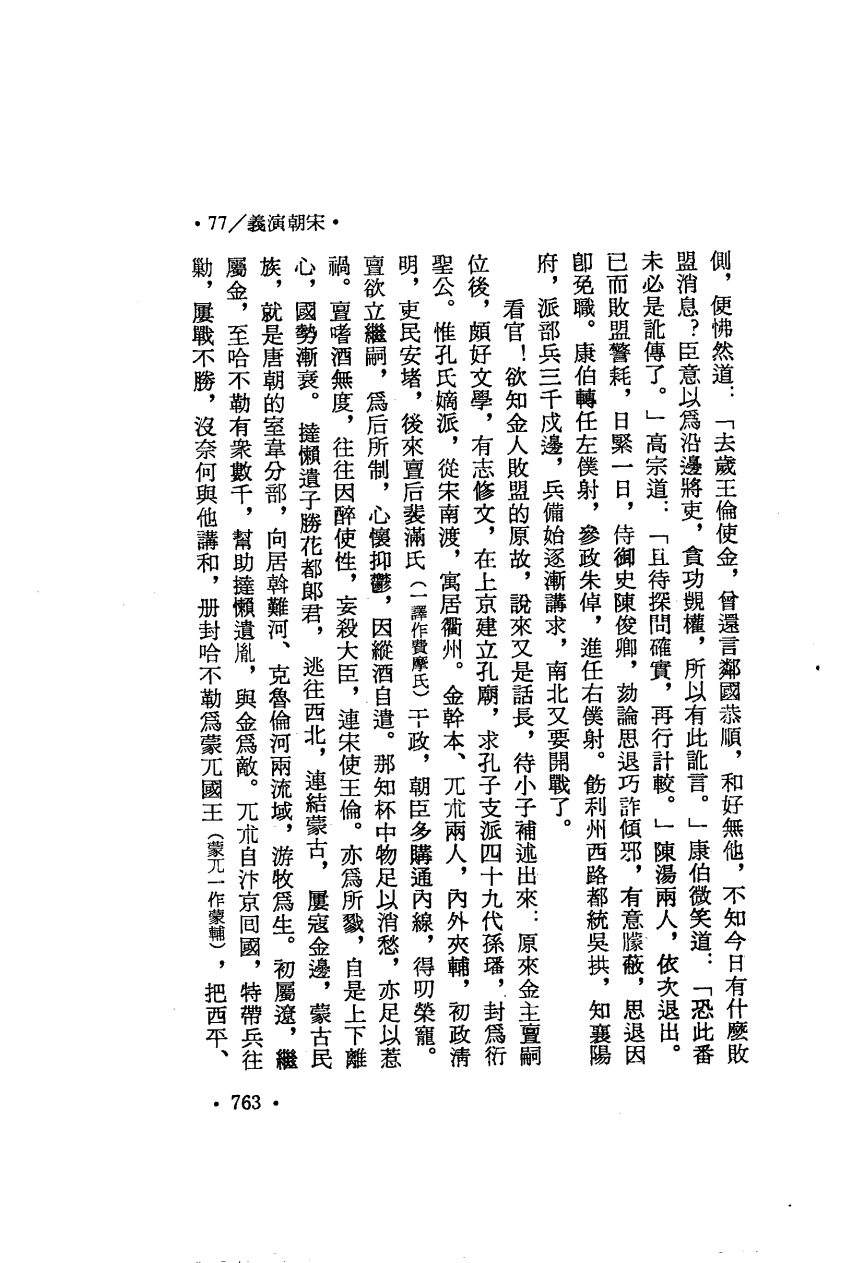 •77／義演朝宋•
側，便怫然道：「去歲王倫使金，曾還言鄰國恭順，和好無他，不知今日有什麼敗
盟消息？臣意以爲沿邊將吏，貪功覬權，所以有此訛言。」康伯微笑道：「恐此番
未必是訛傳了。」高宗道：「且待探問確實，再行計較。」陳湯兩人，依次退出。
已而敗盟警耗，日緊一日，侍御史陳俊卿，劾論思退巧詐傾邪，有意朦蔽，思退因
卽免職。康伯轉任左僕射，參政朱倬，進任右僕射。飭利州西路都統吳拱，知襄陽
府，派部兵三千戍邊，兵備始逐漸講求，南北又要開戰了。
看官！欲知金人敗盟的原故，說來又是話長，待小子補述出來：原來金主亶嗣
位後，頗好文學，有志修文，在上京建立孔廟，求孔子支派四十九代孫璠，封爲衍
聖公。惟孔氏嫡派，從宋南渡，寓居衢州。金幹本、兀朮兩人，內外夾輔，初政淸
明，吏民安堵，後來亶后裴滿氏（一譯作費摩氏）干政，朝臣多購通內線，得叨榮寵。
亶欲立繼嗣，爲后所制，心懷抑鬱，因縱酒自遣。那知杯中物足以消愁，亦足以惹
禍。亶嗜酒無度，往往因醉使性，妄殺大臣，連宋使王倫。亦爲所戮，自是上下離
心，國勢漸衰。撻懶遺子勝花都郞君，逃往西北，連結蒙古，屢寇金邊，蒙古民
族，就是唐朝的室韋分部，向居斡難河、克魯倫河兩流域，游牧爲生。初屬遼，繼
屬金，至哈不勒有衆數千，幫助撻懶遺胤，與金爲敵。兀朮自汴京回國，特帶兵往
勦，屢戰不勝，沒奈何與他講和，册封哈不勒爲蒙兀國王（蒙兀一作蒙輔），把西平、
•763•